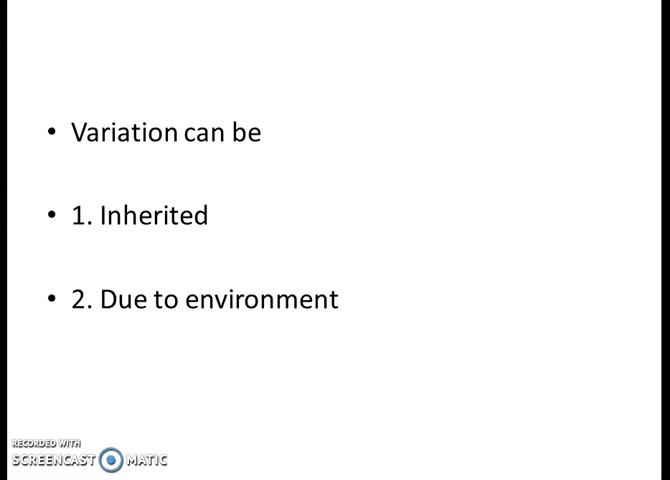 • Variation can be
• 1. Inherited
• 2. Due to environment
RECORDED WITH
SCREENCAST MATIC